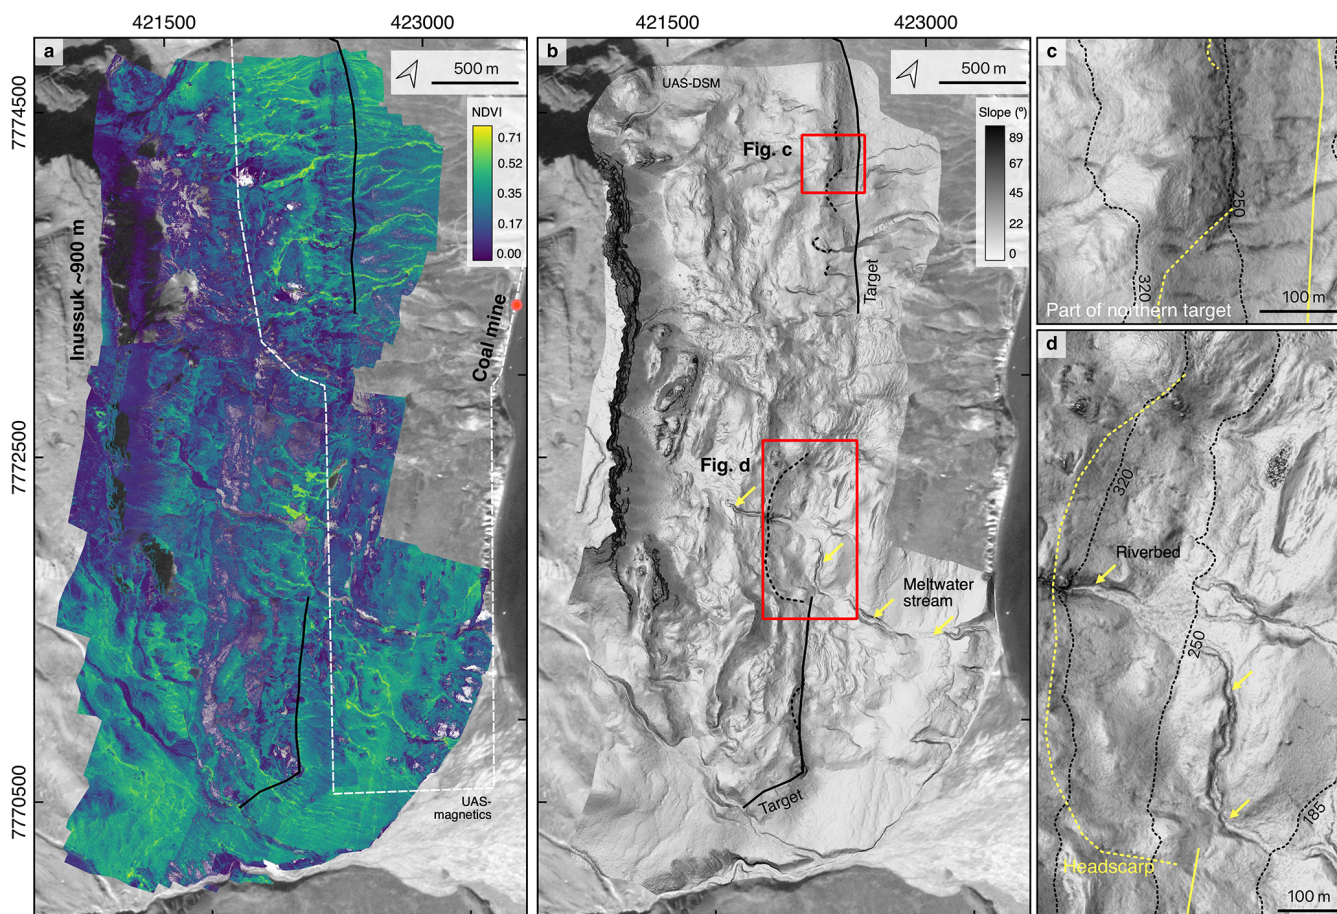 421500
423000
421500
423000
a
500 m
NDVI
0.71
0.52
0.35
0.17
0.00
7774500
772500
7770500
Inussuk ~900 m
Coal mine
UAS-
magnetics
b
UAS-DSM
500 m
Slope (º)
89
67
45
22
0
Fig. c
Target
Fig. d
Meltwater
stream
Target
c
250
320
Part of northern target
100 m
d
320
Riverbed
250
185
Headscarp
100 m